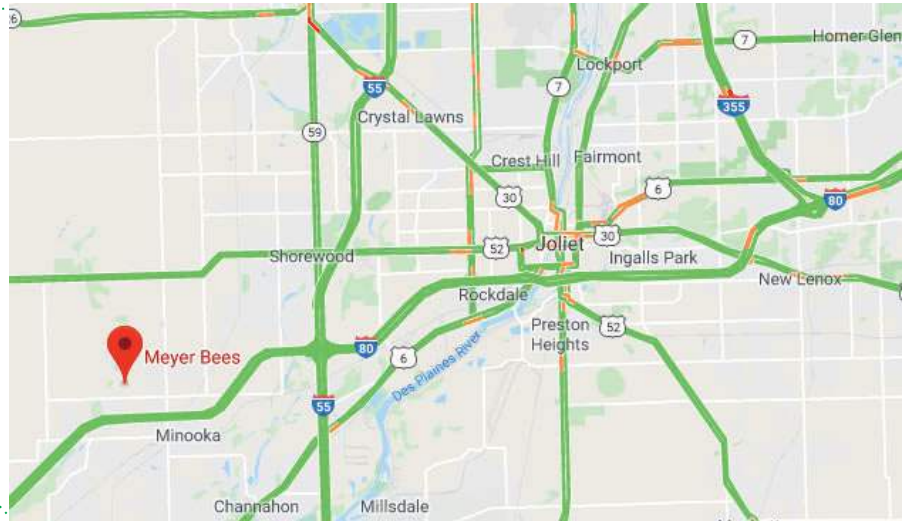 7
Homer Glen
Lockport
55
7
355
Crystal Lawns
59
Crest Hill
Fairmont
6
30
80
52
Joliet
30
Shorewood
Ingalls Park
New Lenox
Rockdale
Preston
Heights
52
80
Meyer Bees
6
Des Plaines River
55
Minooka
Channahon
Millsdale